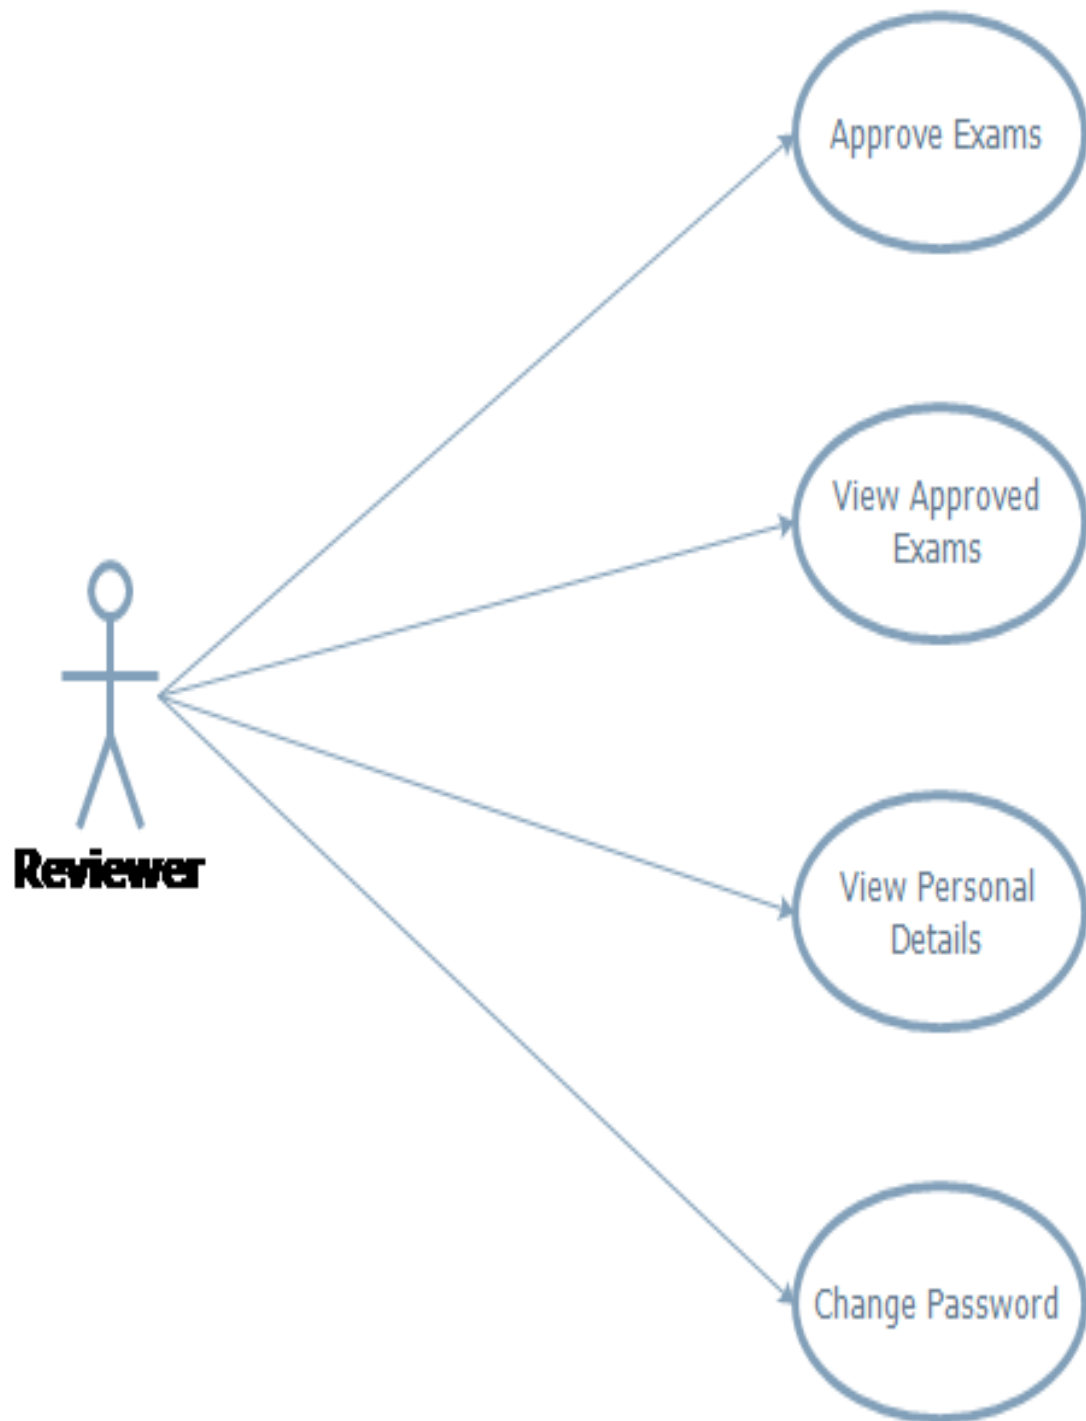 Approve Exams
View Approved
Exams
Reviewer
View Personal
Details
Change Password